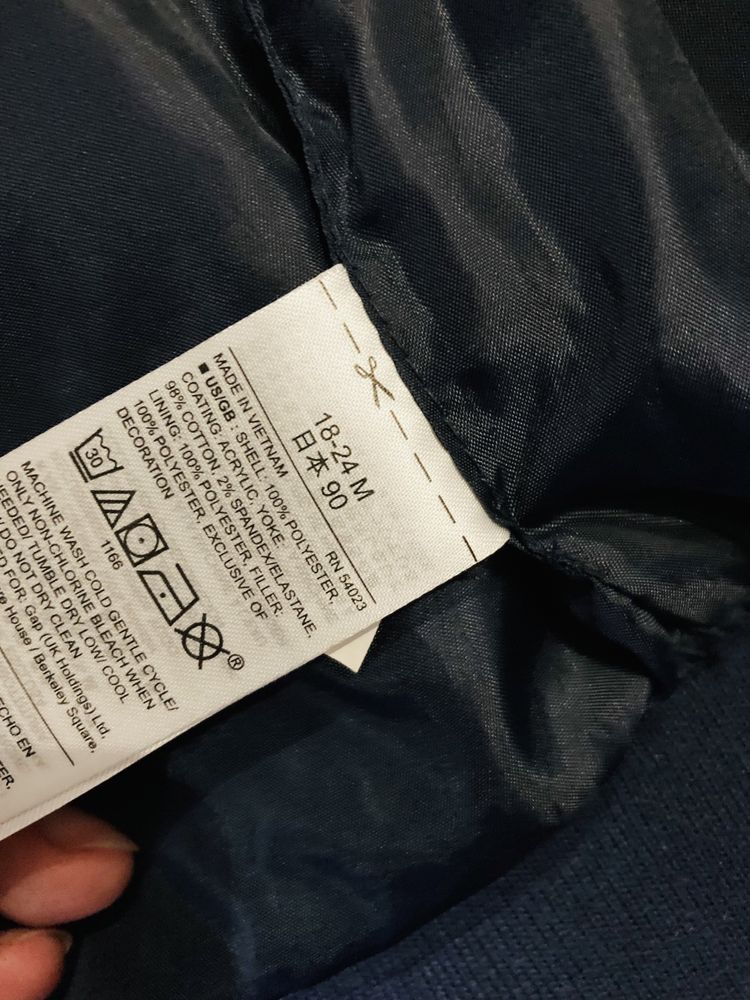 18-24 M
日本 90
RN 54023
MADE IN VIETNAM
■ US/GB : SHELL: 100% POLYESTER,
COATING: ACRYLIC, YOKE
98% COTTON, 2% SPANDEX/ELASTANE,
LINING: 100% POLYESTER, FILLER:
100% POLYESTER, EXCLUSIVE OF
DECORATION
30
1166
®
MACHINE WASH COLD GENTLE CYCLE/
ONLY NON-CHLORINE BLEACH WHEN
NEEDED/ TUMBLE DRY LOW/ COOL
DO NOT DRY CLEAN
FOR: Gap (UK Holdings) Ltd.
House / Berkeley Square,
ECHO EN